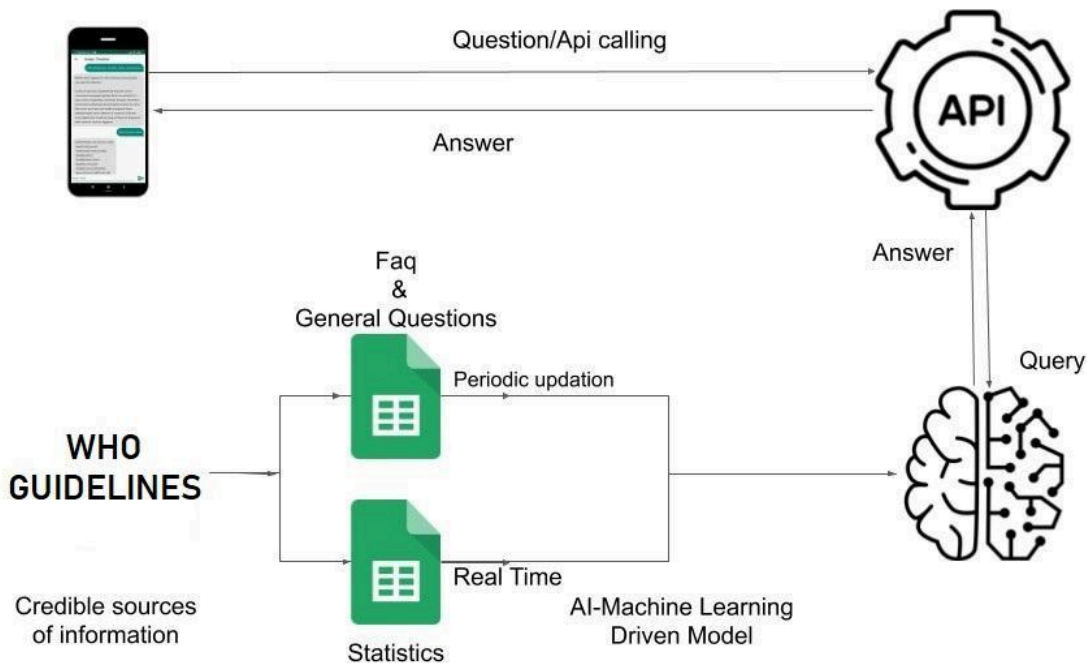 Question/Api calling
API
Answer
Answer
Faq
&
General Questions
Query
Periodic updation
WHO
GUIDELINES
Real Time
Credible sources
of information
AI-Machine Learning
Driven Model
Statistics